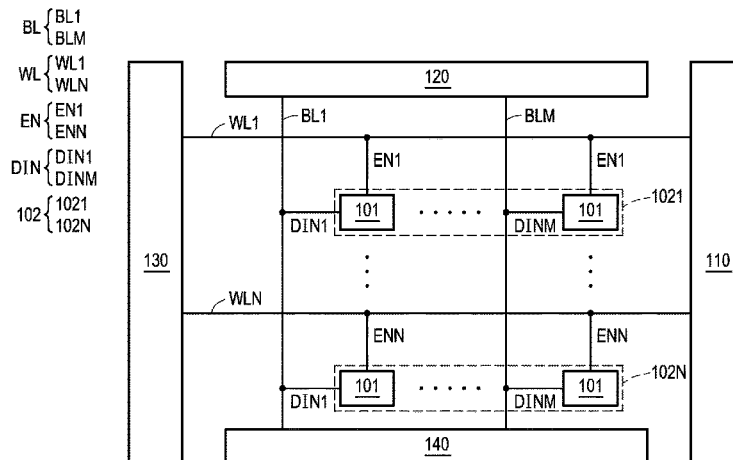 BL { BL1
BLM
WL { WL1
WLN
EN { EN1
ENN
DIN { DIN1
DINM
102 { 1021
102N
120
WL1
BL1
BLM
EN1
EN1
101
. . . . .
101
1021
DIN1
DINM
130
110
WLN
ENN
ENN
101
. . . . .
101
102N
DIN1
DINM
140